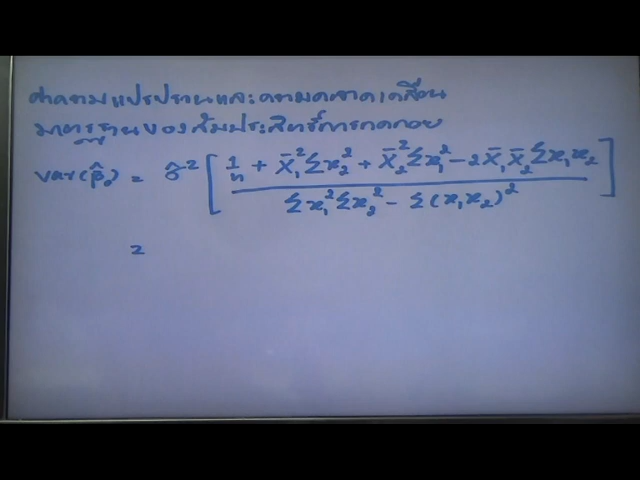 ค่าความแปรปรวนและความคลาดเคลื่อน
มาตรฐานของสัมประสิทธิ์การถดถอย
var(β̂₀) = σ̂² [ (1/n + X̄₁²Σx₂² + X̄₂²Σx₁² - 2X̄₁X̄₂Σx₁x₂) / (Σx₁²Σx₂² - Σ(x₁x₂)²) ]
=